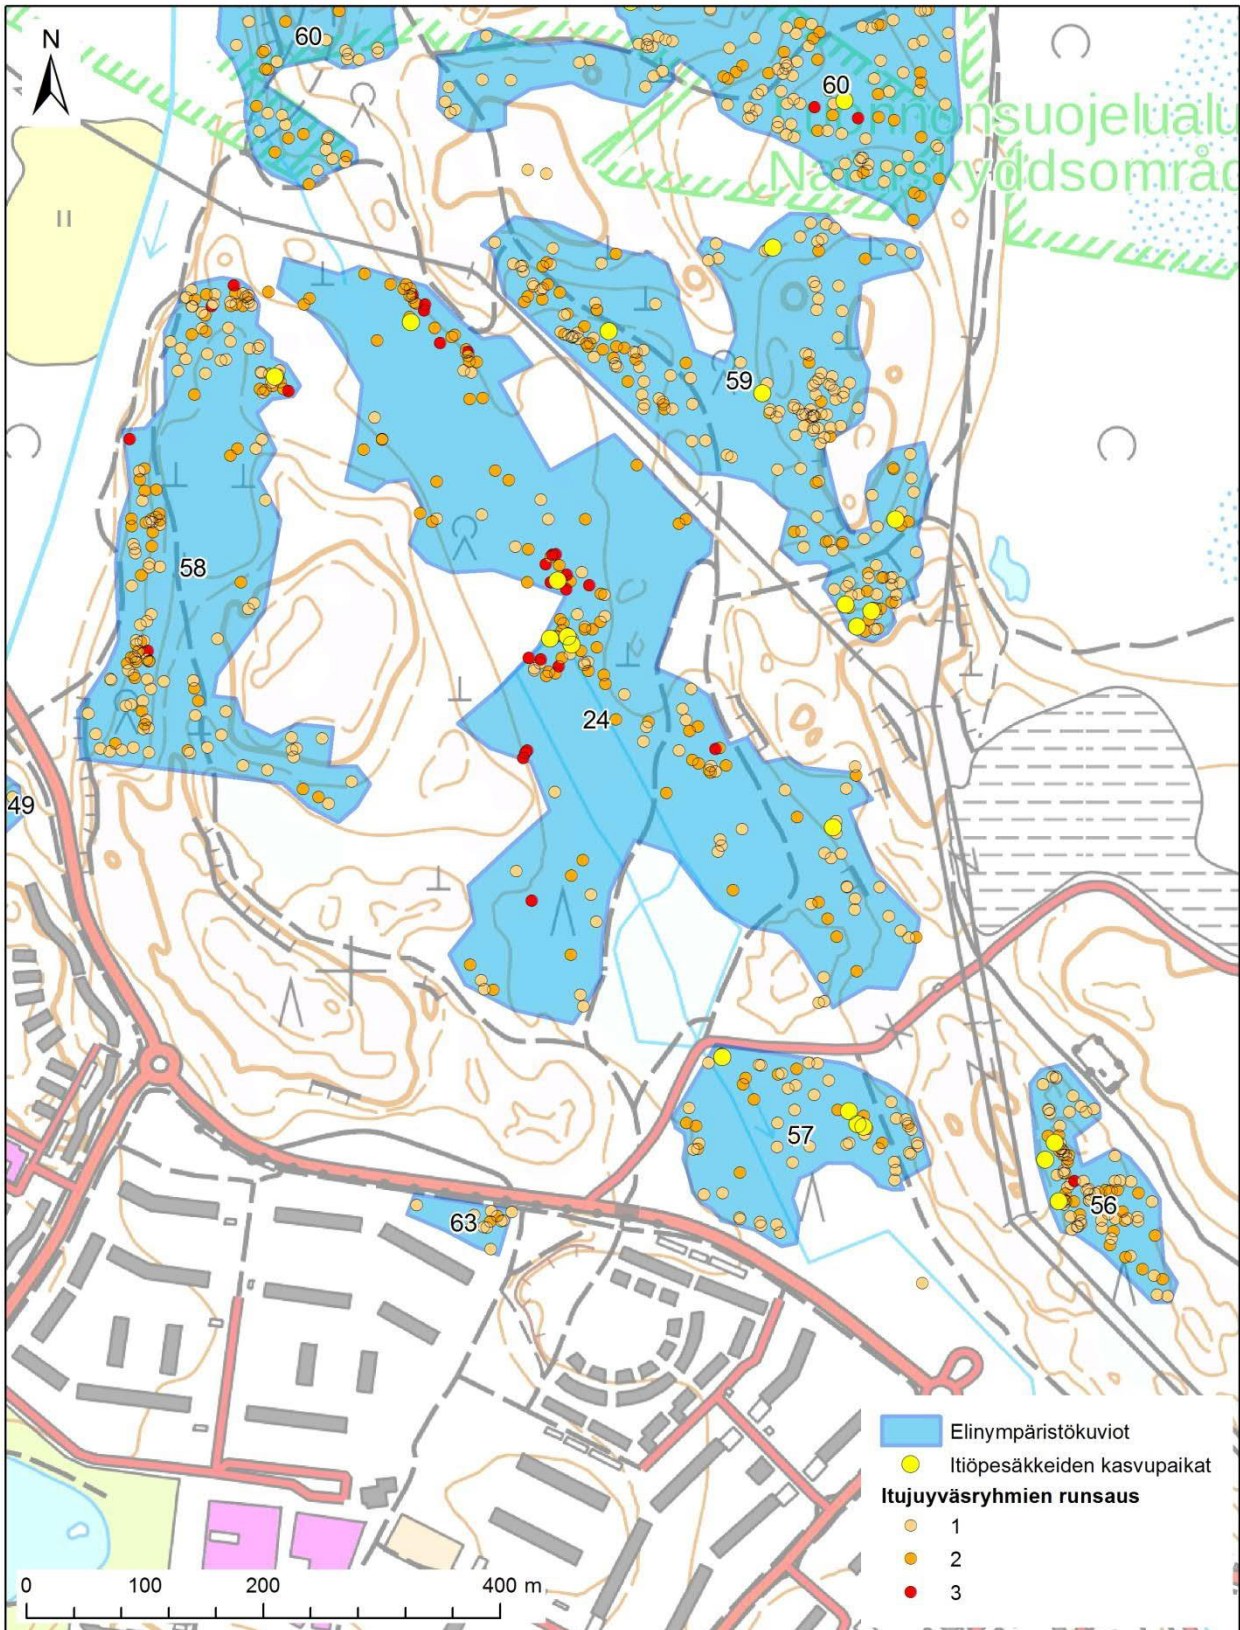 N
60
60
Luonnonsuojelualu
Naturskyddsområd
59
58
24
49
57
56
63
Elinympäristökuviot
Itiöpesäkkeiden kasvupaikat
Itujuyväsryhmien runsaus
1
2
3
0 100 200 400 m